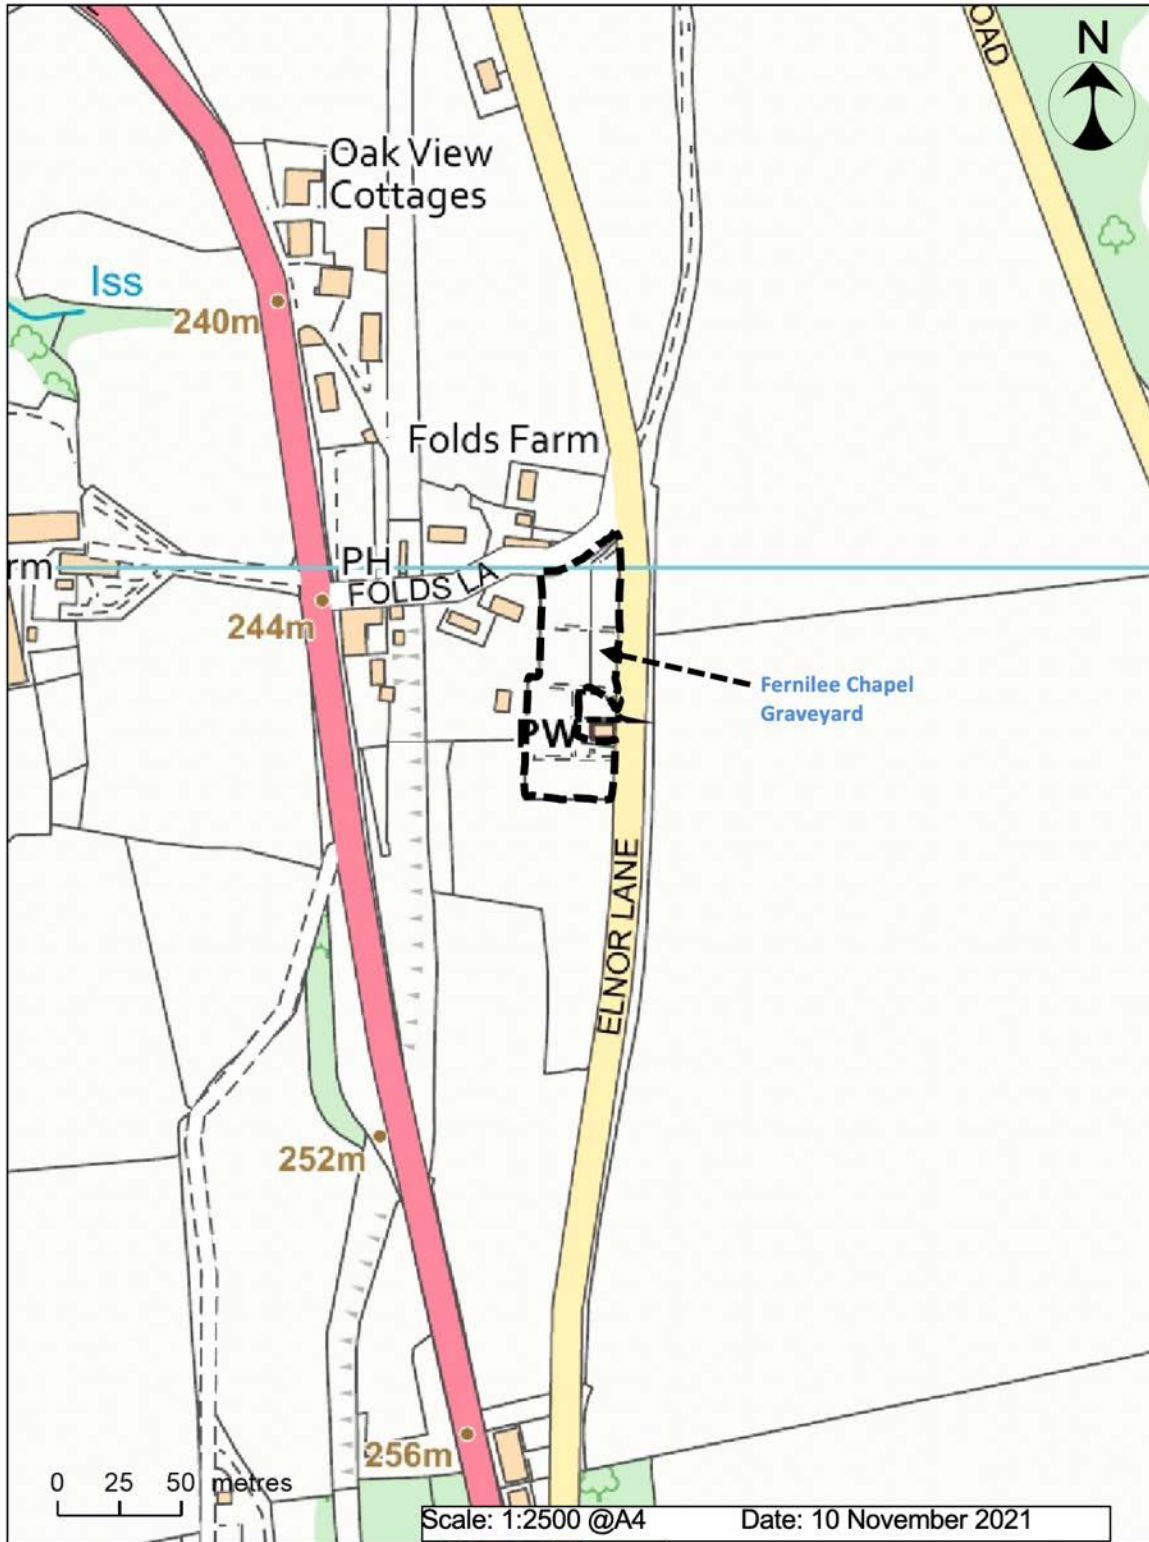 OAD
N
Oak View
Cottages
Iss
240m
Folds Farm
rm
PH
FOLDS LA
244m
Fernilee Chapel
Graveyard
PW
ELNOR LANE
252m
256m
0 25 50 metres
Scale: 1:2500 @A4 Date: 10 November 2021